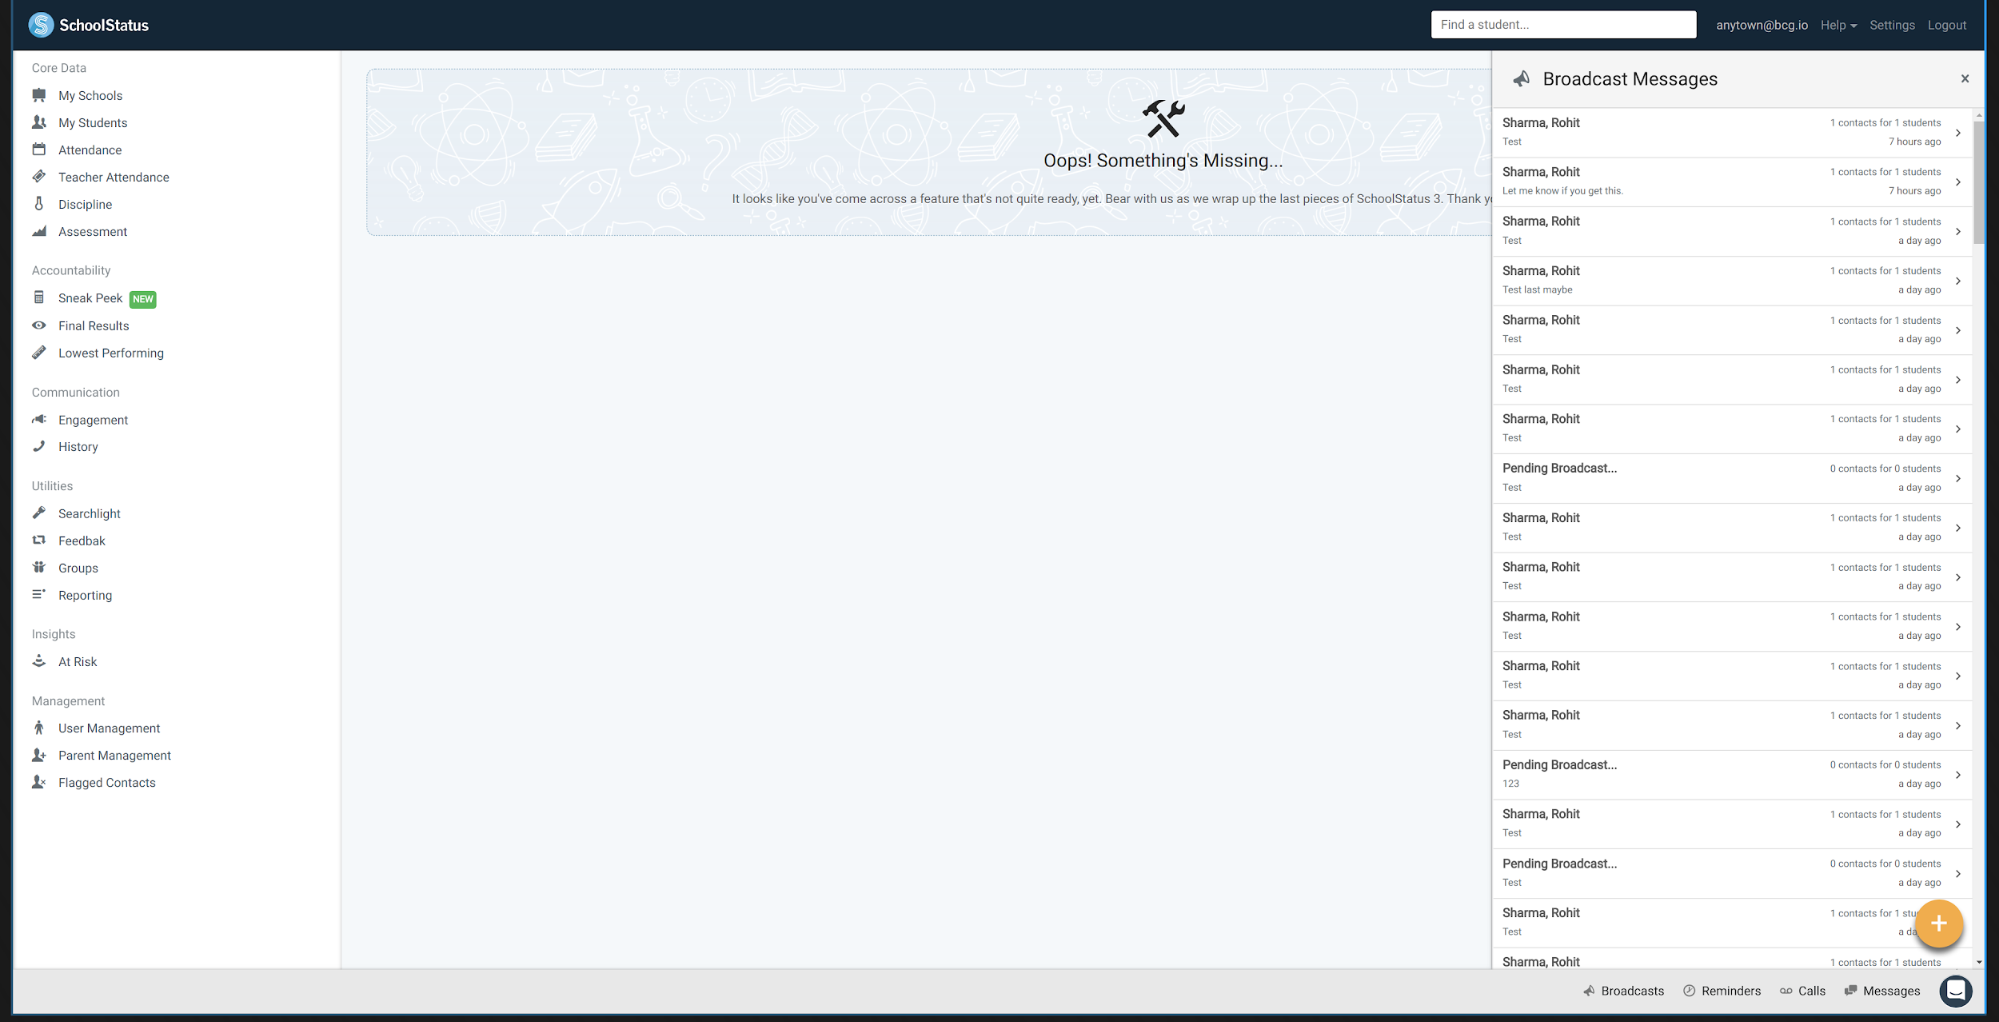 SchoolStatus
Find a student...
anytown@bcg.io Help Settings Logout
Core Data
My Schools
My Students
Attendance
Teacher Attendance
Discipline
Assessment
Accountability
Sneak Peek NEW
Final Results
Lowest Performing
Communication
Engagement
History
Utilities
Searchlight
Feedbak
Groups
Reporting
Insights
At Risk
Management
User Management
Parent Management
Flagged Contacts
Oops! Something's Missing...
It looks like you've come across a feature that's not quite ready, yet. Bear with us as we wrap up the last pieces of SchoolStatus 3. Thank
Broadcast Messages ×
Sharma, Rohit 1 contacts for 1 students
Test 7 hours ago
Sharma, Rohit 1 contacts for 1 students
Let me know if you get this. 7 hours ago
Sharma, Rohit 1 contacts for 1 students
Test a day ago
Sharma, Rohit 1 contacts for 1 students
Test last maybe a day ago
Sharma, Rohit 1 contacts for 1 students
Test a day ago
Sharma, Rohit 1 contacts for 1 students
Test a day ago
Sharma, Rohit 1 contacts for 1 students
Test a day ago
Pending Broadcast... 0 contacts for 0 students
Test a day ago
Sharma, Rohit 1 contacts for 1 students
Test a day ago
Sharma, Rohit 1 contacts for 1 students
Test a day ago
Sharma, Rohit 1 contacts for 1 students
Test a day ago
Sharma, Rohit 1 contacts for 1 students
Test a day ago
Sharma, Rohit 1 contacts for 1 students
Test a day ago
Pending Broadcast... 0 contacts for 0 students
123 a day ago
Sharma, Rohit 1 contacts for 1 students
Test a day ago
Pending Broadcast... 0 contacts for 0 students
Test a day ago
Sharma, Rohit 1 contacts for 1
Test a
Sharma, Rohit 1 contacts for 1 students
Broadcasts Reminders Calls Messages